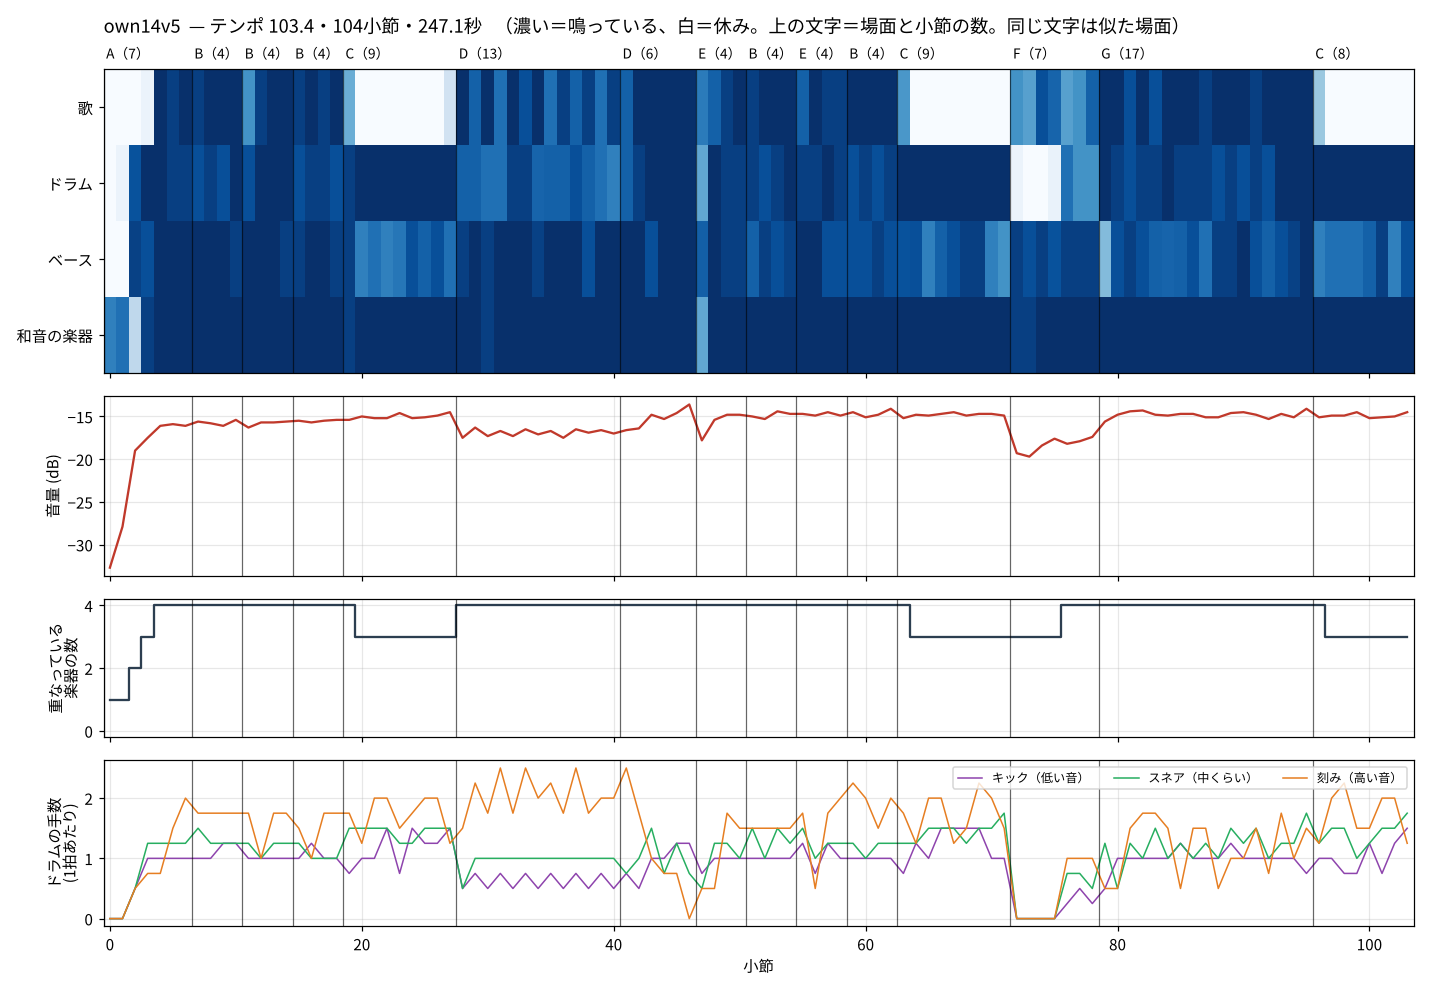 own14v5 — テンポ 103.4・104小節・247.1秒　（濃い＝鳴っている、白＝休み。上の文字＝場面と小節の数。同じ文字は似た場面）
A（7） B（4） B（4） B（4） C（9） D（13） D（6） E（4） B（4） E（4） B（4） C（9） F（7） G（17） C（8）
歌
ドラム
ベース
和音の楽器
音量 (dB)
−15
−20
−25
−30
重なっている
楽器の数
4
2
0
ドラムの手数
(1拍あたり)
キック（低い音） スネア（中くらい） 刻み（高い音）
2
1
0
0 20 40 60 80 100
小節